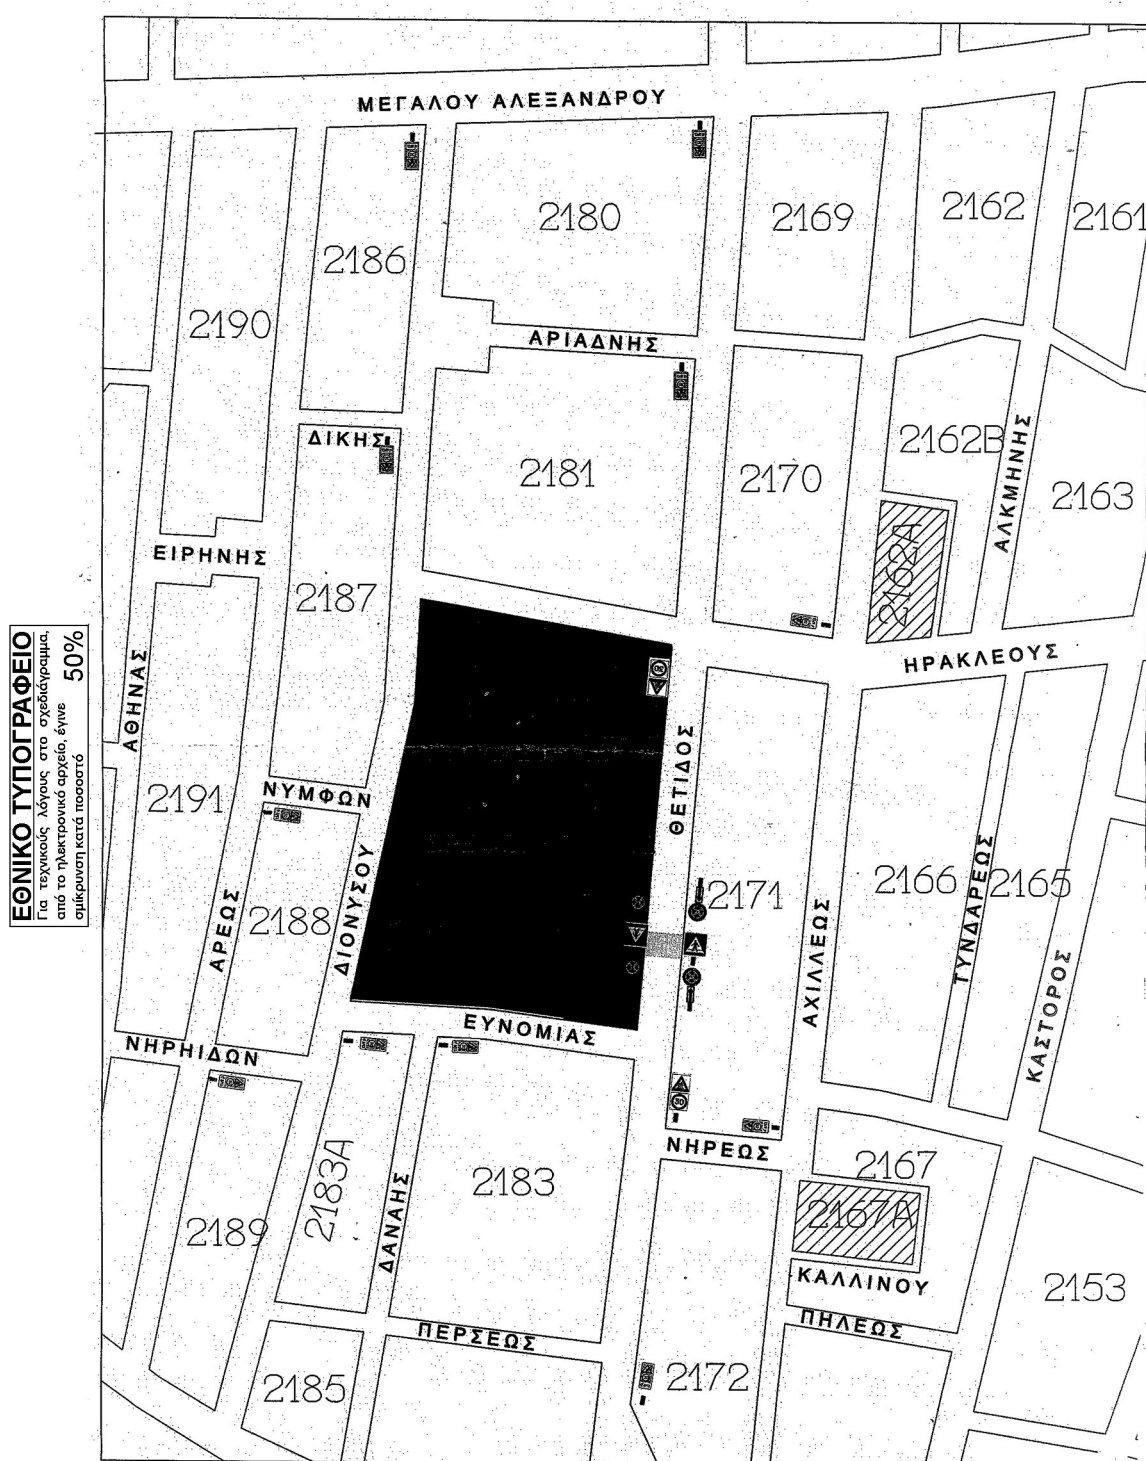 ΜΕΓΑΛΟΥ ΑΛΕΞΑΝΔΡΟΥ
2180
2169
2162
2161
2186
2190
ΑΡΙΑΔΝΗΣ
ΔΙΚΗΣ
2181
2170
2162Β
ΑΛΚΜΗΝΗΣ
2163
2162Α
ΕΙΡΗΝΗΣ
2187
ΗΡΑΚΛΕΟΥΣ
ΕΘΝΙΚΟ ΤΥΠΟΓΡΑΦΕΙΟ
Για τεχνικούς λόγους στο σχεδιάγραμμα,
από το ηλεκτρονικό αρχείο, έγινε
σμίκρυνση κατά ποσοστό 50%
ΑΘΗΝΑΣ
50
ΘΕΤΙΔΟΣ
2191
ΝΥΜΦΩΝ
2171
2166
2165
ΤΥΝΔΑΡΕΩΣ
ΑΡΕΩΣ
2188
ΔΙΟΝΥΣΟΥ
ΑΧΙΛΛΕΩΣ
ΚΑΣΤΟΡΟΣ
ΕΥΝΟΜΙΑΣ
ΝΗΡΗΙΔΩΝ
30
ΝΗΡΕΩΣ
2183Α
ΔΑΝΑΗΣ
2183
2167
2167Α
2189
ΚΑΛΛΙΝΟΥ
2153
ΠΕΡΣΕΩΣ
ΠΗΛΕΩΣ
2185
2172